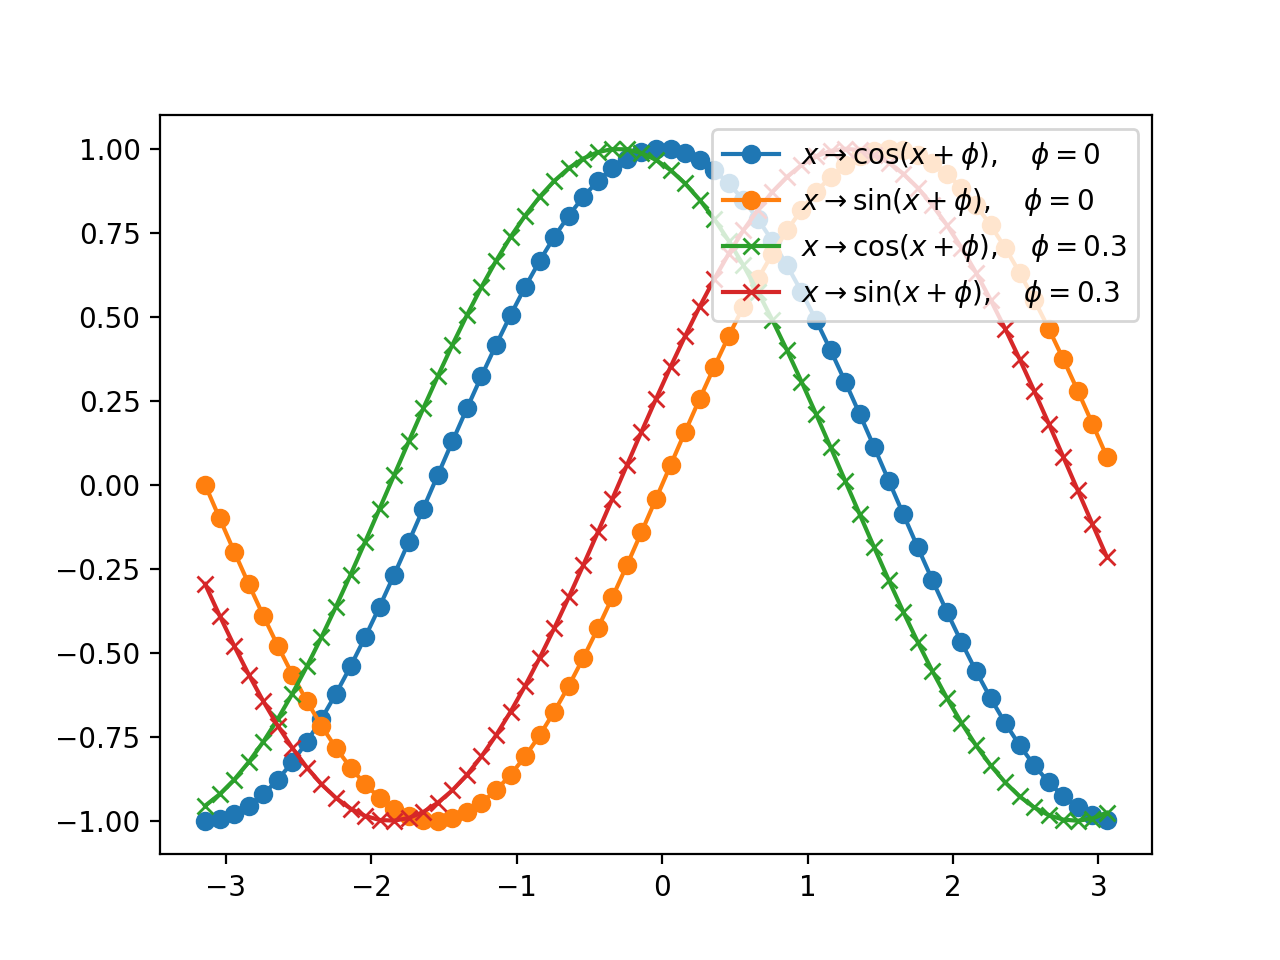 x → cos(x + ϕ),   ϕ = 0
x → sin(x + ϕ),   ϕ = 0
x → cos(x + ϕ),   ϕ = 0.3
x → sin(x + ϕ),   ϕ = 0.3
1.00
0.75
0.50
0.25
0.00
−0.25
−0.50
−0.75
−1.00
−3 −2 −1 0 1 2 3